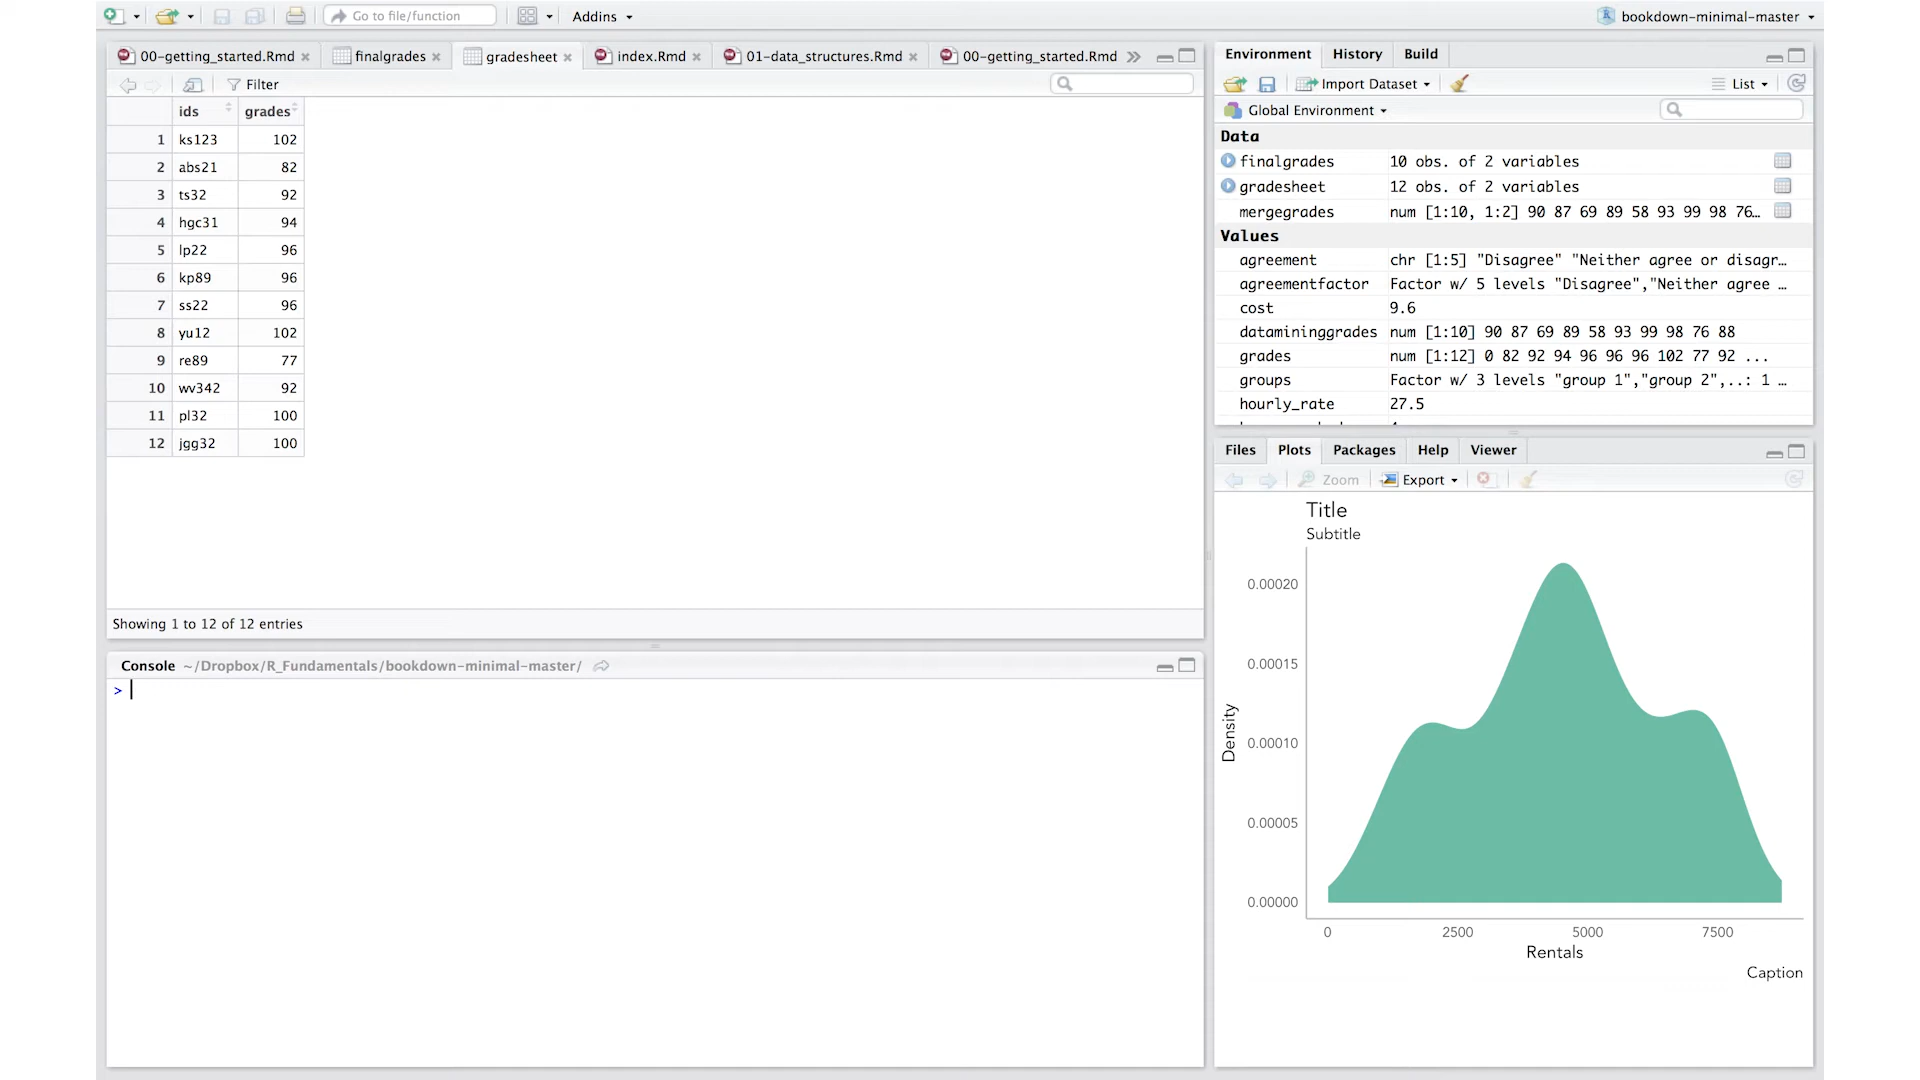 Go to file/function
Addins
bookdown-minimal-master
00-getting_started.Rmd
finalgrades
gradesheet
index.Rmd
01-data_structures.Rmd
00-getting_started.Rmd
Filter
ids grades
1 ks123 102
2 abs21 82
3 ts32 92
4 hgc31 94
5 lp22 96
6 kp89 96
7 ss22 96
8 yu12 102
9 re89 77
10 wv342 92
11 pl32 100
12 jgg32 100
Showing 1 to 12 of 12 entries
Console ~/Dropbox/R_Fundamentals/bookdown-minimal-master/
>
Environment History Build
Import Dataset
List
Global Environment
Data
finalgrades 10 obs. of 2 variables
gradesheet 12 obs. of 2 variables
mergegrades num [1:10, 1:2] 90 87 69 89 58 93 99 98 76…
Values
agreement chr [1:5] "Disagree" "Neither agree or disagr…
agreementfactor Factor w/ 5 levels "Disagree","Neither agree …
cost 9.6
datamininggrades num [1:10] 90 87 69 89 58 93 99 98 76 88
grades num [1:12] 0 82 92 94 96 96 96 102 77 92 ...
groups Factor w/ 3 levels "group 1","group 2",..: 1 …
hourly_rate 27.5
Files Plots Packages Help Viewer
Zoom
Export
Title
Subtitle
0.00020
0.00015
0.00010
0.00005
0.00000
Density
0 2500 5000 7500
Rentals
Caption